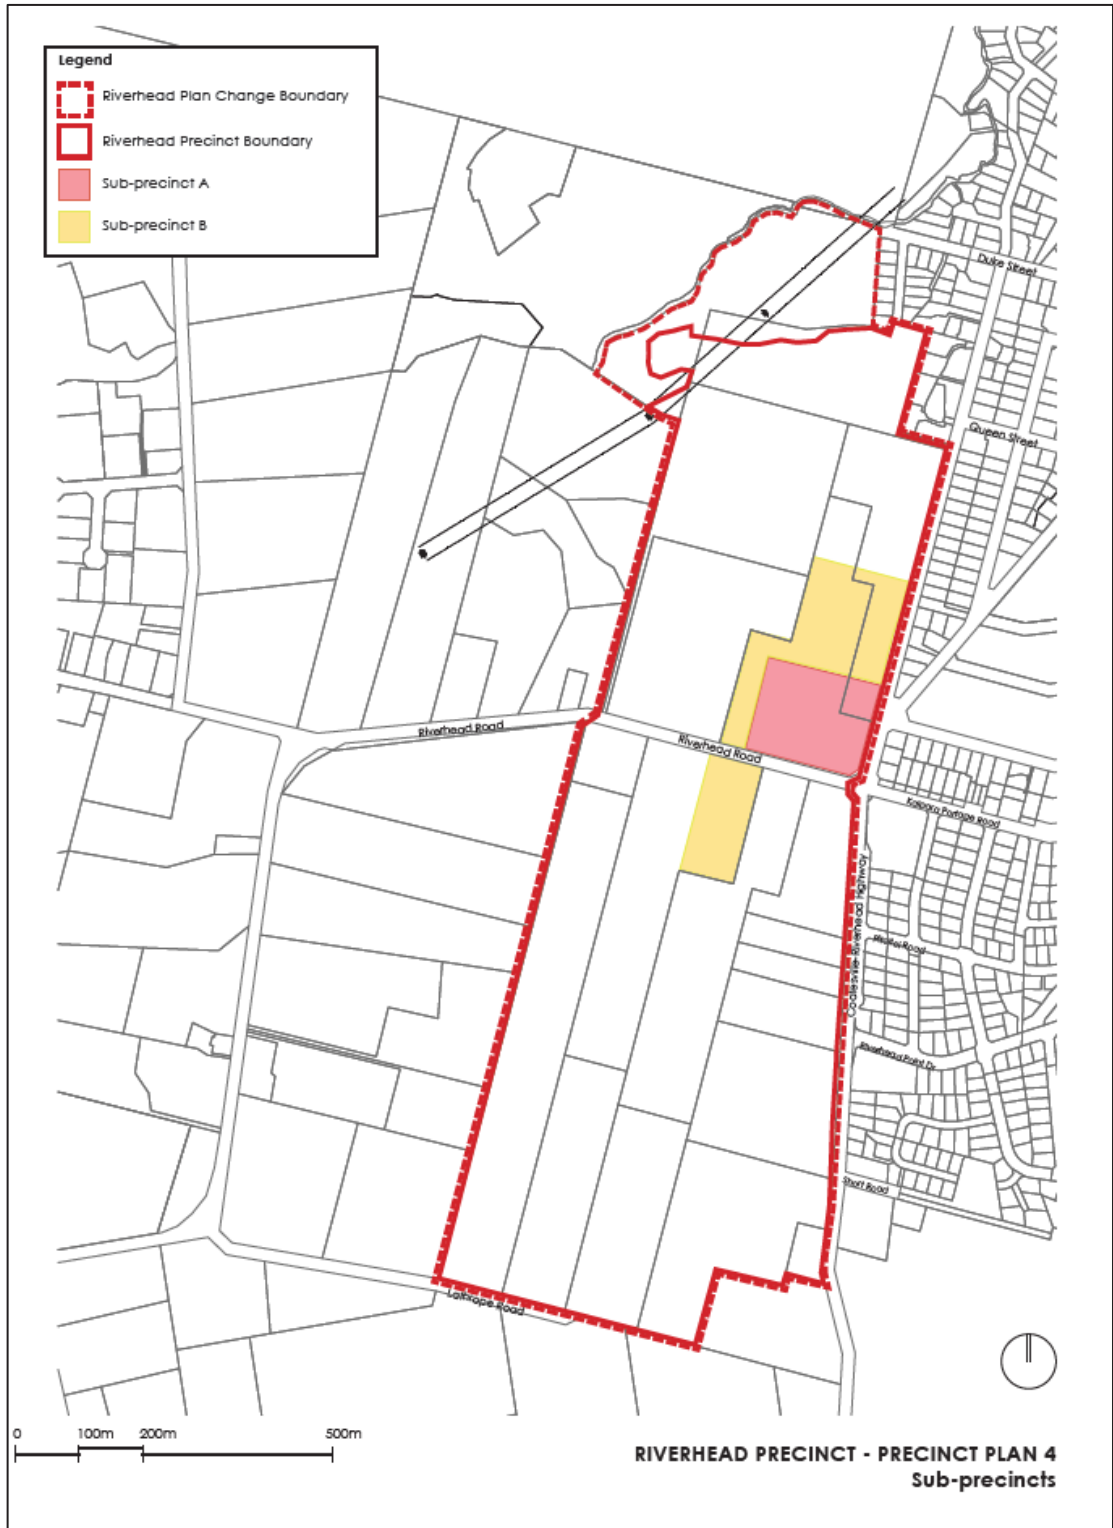 Legend
Riverhead Plan Change Boundary
Riverhead Precinct Boundary
Sub-precinct A
Sub-precinct B
Duke Street
Queen Street
Riverhead Road
Riverhead Road
Kaipara Portage Road
Coatesville-Riverhead Highway
Road
Riverhead Point Dr
Short Road
Lathrope Road
0 100m 200m 500m
RIVERHEAD PRECINCT - PRECINCT PLAN 4
Sub-precincts